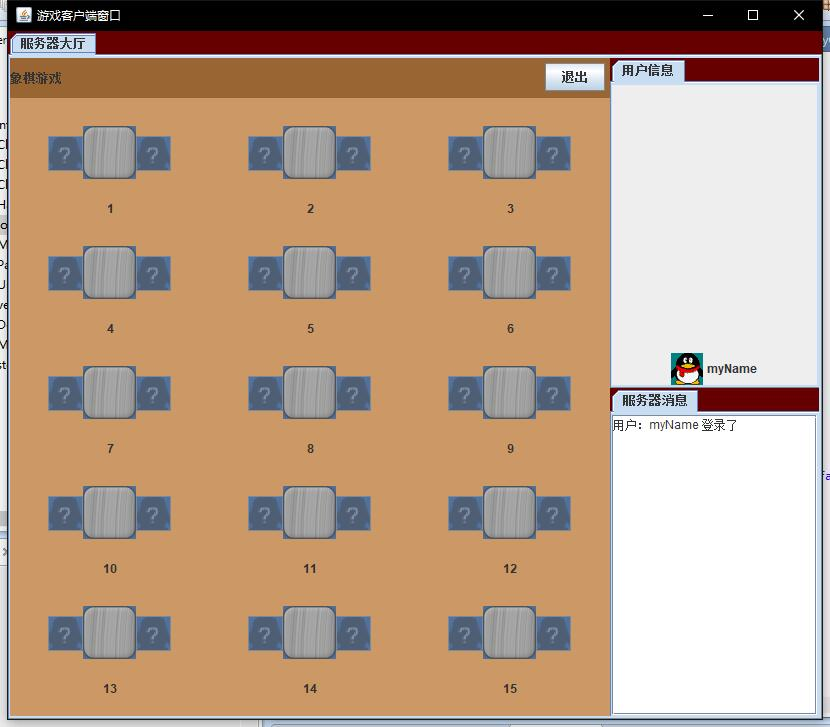 游戏客户端窗口
服务器大厅
象棋游戏
退出
用户信息
? ? ? ? ? ?
1 2 3
? ? ? ? ? ?
4 5 6
? ? ? ? ? ?
7 8 9
? ? ? ? ? ?
10 11 12
? ? ? ? ? ?
13 14 15
myName
服务器消息
用户：myName 登录了